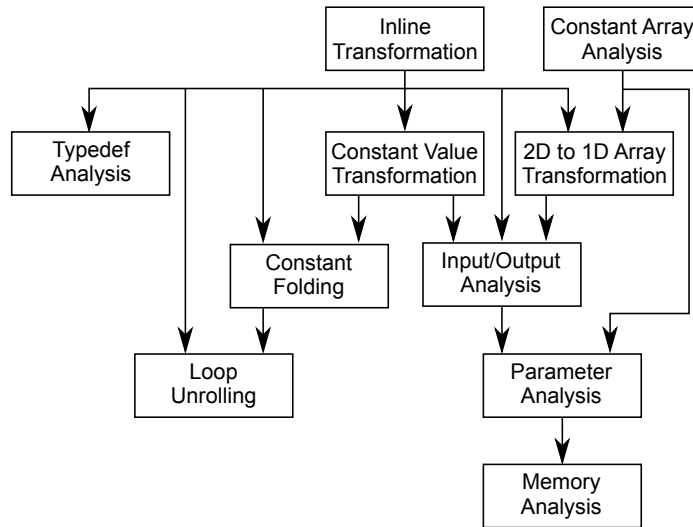 Inline
Transformation
Constant Array
Analysis
Typedef
Analysis
Constant Value
Transformation
2D to 1D Array
Transformation
Constant
Folding
Input/Output
Analysis
Loop
Unrolling
Parameter
Analysis
Memory
Analysis